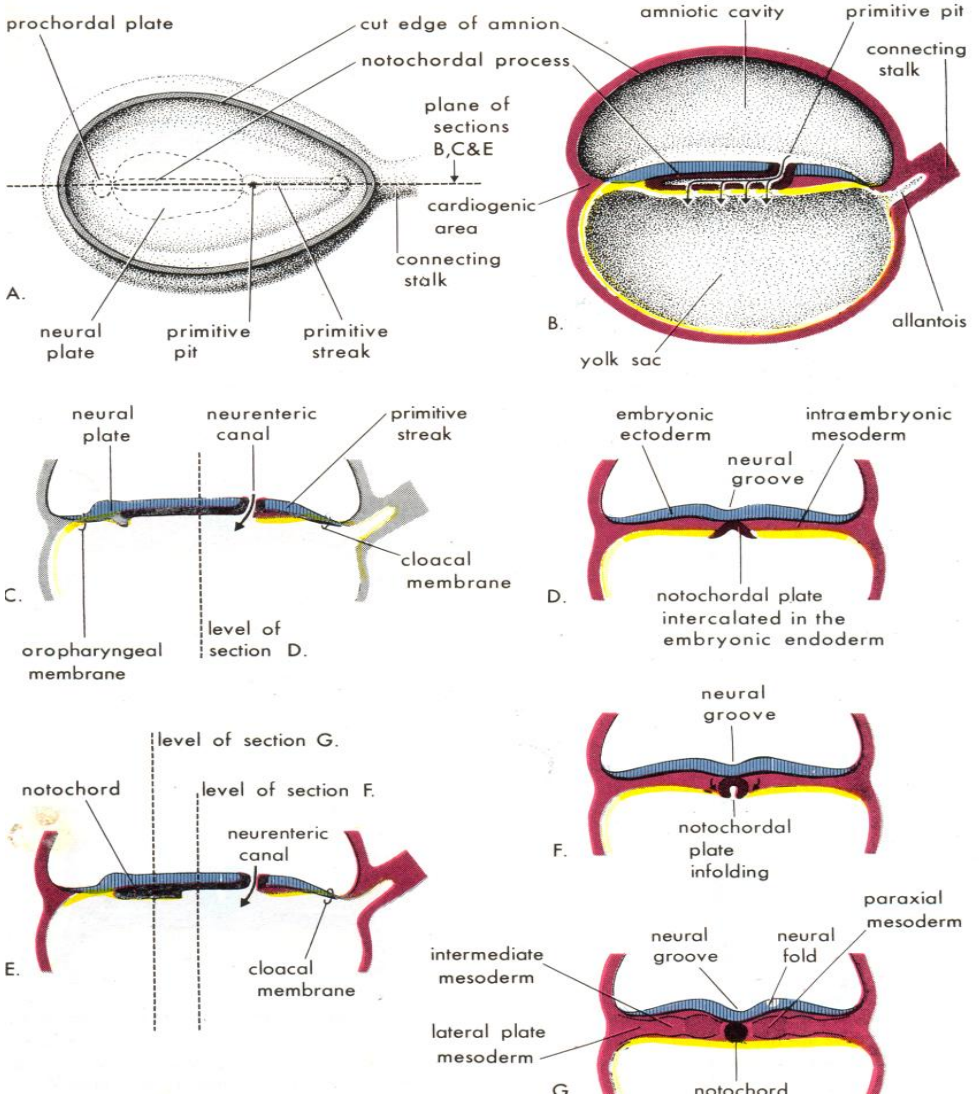 prochordal plate
cut edge of amnion
notochordal process
plane of
sections
B,C&E
connecting
stalk
A.
neural
plate
primitive
pit
primitive
streak
amniotic cavity
primitive pit
connecting
stalk
cardiogenic
area
B.
allantois
yolk sac
neural
plate
neurenteric
canal
primitive
streak
cloacal
membrane
C.
level of
section D.
oropharyngeal
membrane
embryonic
ectoderm
intraembryonic
mesoderm
neural
groove
D.
notochordal plate
intercalated in the
embryonic endoderm
neural
groove
F.
notochordal
plate
infolding
level of section G.
notochord
level of section F.
neurenteric
canal
E.
cloacal
membrane
paraxial
mesoderm
intermediate
mesoderm
neural
groove
neural
fold
lateral plate
mesoderm
G.
notochord